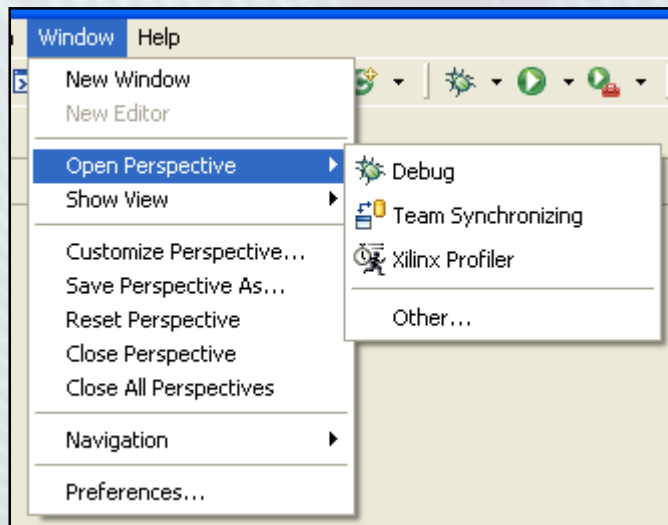 Window Help
New Window
New Editor
Open Perspective
Show View
Customize Perspective...
Save Perspective As...
Reset Perspective
Close Perspective
Close All Perspectives
Navigation
Preferences...
Debug
Team Synchronizing
Xilinx Profiler
Other...